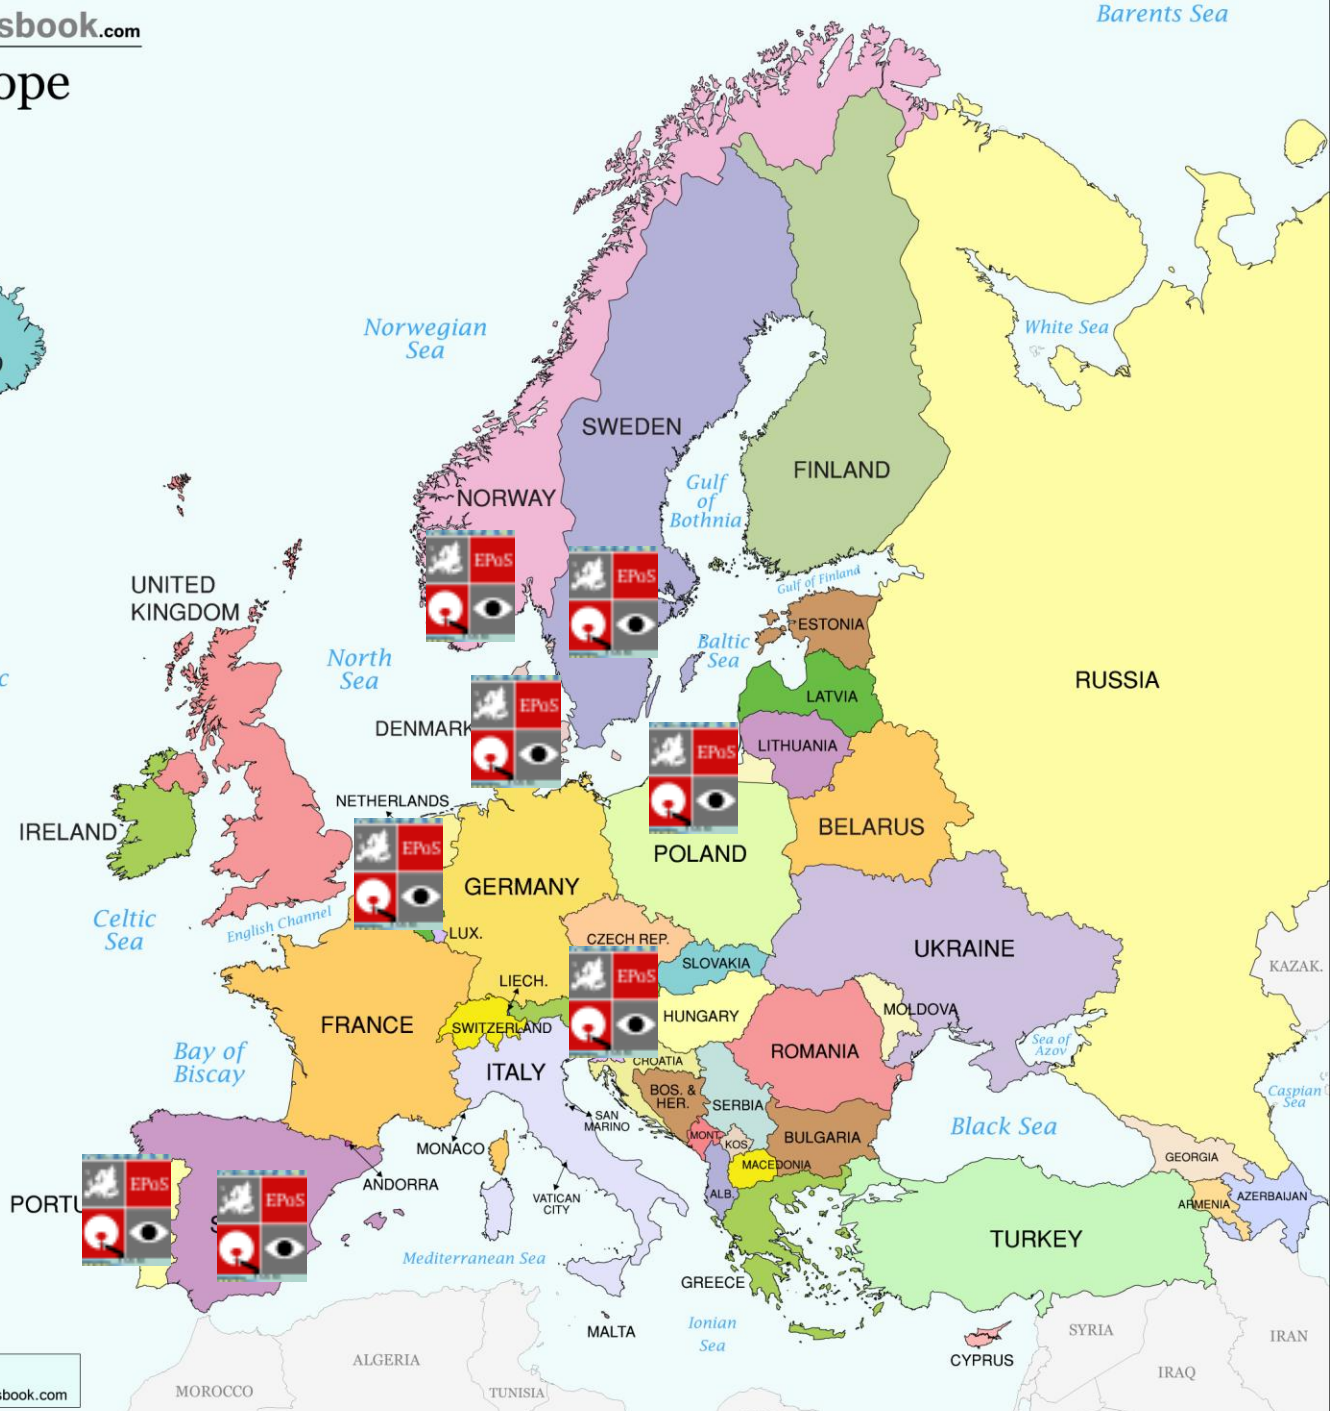 sbook.com
ope
Barents Sea
Norwegian
Sea
White Sea
SWEDEN
FINLAND
NORWAY
Gulf
of
Bothnia
EPoS
EPoS
Gulf of Finland
UNITED
KINGDOM
ESTONIA
Baltic
Sea
North
Sea
RUSSIA
LATVIA
c
EPoS
DENMARK
LITHUANIA
EPoS
NETHERLANDS
IRELAND
BELARUS
EPoS
POLAND
GERMANY
Celtic
Sea
English Channel
LUX.
CZECH REP.
UKRAINE
SLOVAKIA
KAZAK.
EPoS
LIECH.
MOLDOVA
HUNGARY
FRANCE
SWITZERLAND
Sea of
Azov
ROMANIA
Bay of
Biscay
CROATIA
ITALY
BOS. &
HER.
SERBIA
Caspian
Sea
SAN
MARINO
Black Sea
MONT.
KOS.
BULGARIA
MONACO
MACEDONIA
GEORGIA
EPoS
EPoS
ANDORRA
ALB.
VATICAN
CITY
ARMENIA
AZERBAIJAN
PORTU
S
TURKEY
Mediterranean Sea
GREECE
Ionian
Sea
MALTA
SYRIA
IRAN
ALGERIA
CYPRUS
IRAQ
MOROCCO
TUNISIA
sbook.com